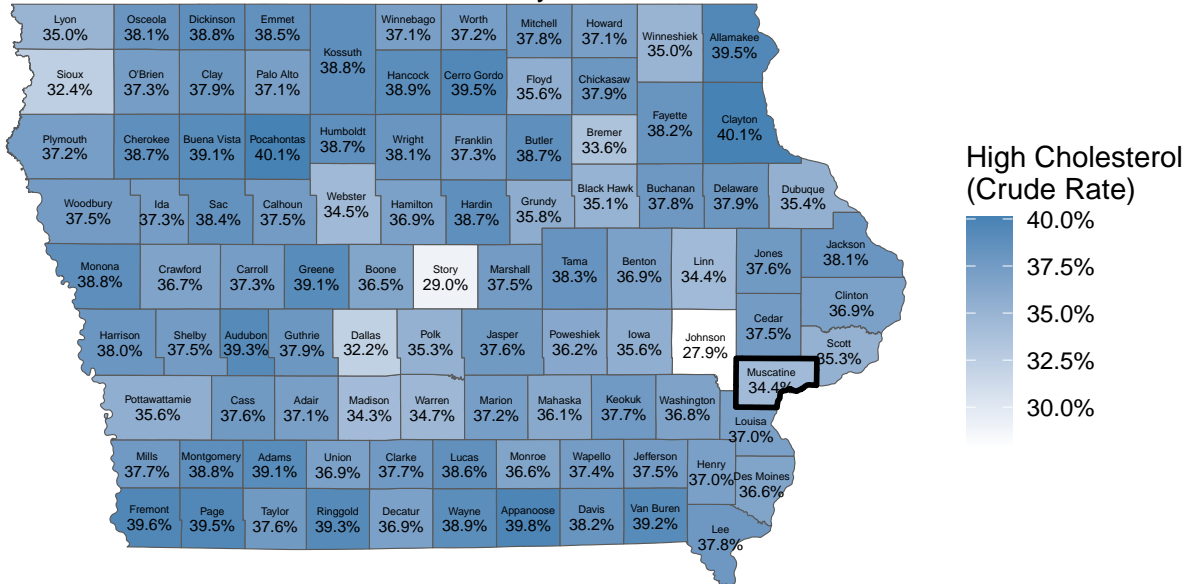 Lyon
35.0%
Osceola
38.1%
Dickinson
38.8%
Emmet
38.5%
Kossuth
38.8%
Winnebago
37.1%
Worth
37.2%
Mitchell
37.8%
Howard
37.1%
Winneshiek
35.0%
Allamakee
39.5%
Sioux
32.4%
O'Brien
37.3%
Clay
37.9%
Palo Alto
37.1%
Hancock
38.9%
Cerro Gordo
39.5%
Floyd
35.6%
Chickasaw
37.9%
Fayette
38.2%
Clayton
40.1%
Plymouth
37.2%
Cherokee
38.7%
Buena Vista
39.1%
Pocahontas
40.1%
Humboldt
38.7%
Wright
38.1%
Franklin
37.3%
Butler
38.7%
Bremer
33.6%
Woodbury
37.5%
Ida
37.3%
Sac
38.4%
Calhoun
37.5%
Webster
34.5%
Hamilton
36.9%
Hardin
38.7%
Grundy
35.8%
Black Hawk
35.1%
Buchanan
37.8%
Delaware
37.9%
Dubuque
35.4%
Monona
38.8%
Crawford
36.7%
Carroll
37.3%
Greene
39.1%
Boone
36.5%
Story
29.0%
Marshall
37.5%
Tama
38.3%
Benton
36.9%
Linn
34.4%
Jones
37.6%
Jackson
38.1%
Clinton
36.9%
Harrison
38.0%
Shelby
37.5%
Audubon
39.3%
Guthrie
37.9%
Dallas
32.2%
Polk
35.3%
Jasper
37.6%
Poweshiek
36.2%
Iowa
35.6%
Johnson
27.9%
Cedar
37.5%
Scott
35.3%
Muscatine
34.4%
Pottawattamie
35.6%
Cass
37.6%
Adair
37.1%
Madison
34.3%
Warren
34.7%
Marion
37.2%
Mahaska
36.1%
Keokuk
37.7%
Washington
36.8%
Louisa
37.0%
Mills
37.7%
Montgomery
38.8%
Adams
39.1%
Union
36.9%
Clarke
37.7%
Lucas
38.6%
Monroe
36.6%
Wapello
37.4%
Jefferson
37.5%
Henry
37.0%
Des Moines
36.6%
Fremont
39.6%
Page
39.5%
Taylor
37.6%
Ringgold
39.3%
Decatur
36.9%
Wayne
38.9%
Appanoose
39.8%
Davis
38.2%
Van Buren
39.2%
Lee
37.8%
High Cholesterol
(Crude Rate)
40.0%
37.5%
35.0%
32.5%
30.0%